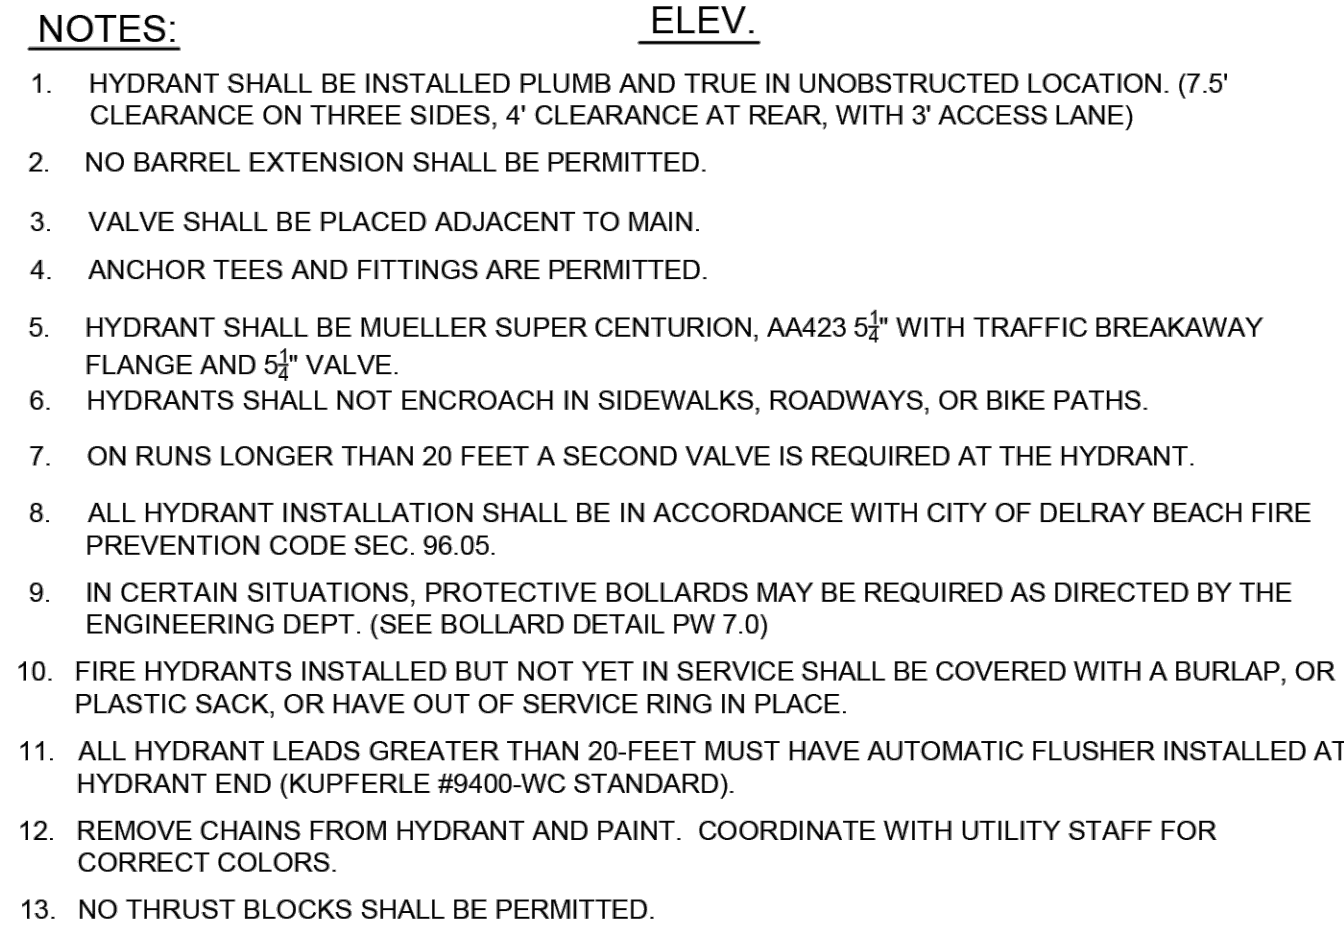 NOTES:
ELEV.
1. HYDRANT SHALL BE INSTALLED PLUMB AND TRUE IN UNOBSTRUCTED LOCATION. (7.5'
CLEARANCE ON THREE SIDES, 4' CLEARANCE AT REAR, WITH 3' ACCESS LANE)
2. NO BARREL EXTENSION SHALL BE PERMITTED.
3. VALVE SHALL BE PLACED ADJACENT TO MAIN.
4. ANCHOR TEES AND FITTINGS ARE PERMITTED.
5. HYDRANT SHALL BE MUELLER SUPER CENTURION, AA423 5¼" WITH TRAFFIC BREAKAWAY
FLANGE AND 5¼" VALVE.
6. HYDRANTS SHALL NOT ENCROACH IN SIDEWALKS, ROADWAYS, OR BIKE PATHS.
7. ON RUNS LONGER THAN 20 FEET A SECOND VALVE IS REQUIRED AT THE HYDRANT.
8. ALL HYDRANT INSTALLATION SHALL BE IN ACCORDANCE WITH CITY OF DELRAY BEACH FIRE
PREVENTION CODE SEC. 96.05.
9. IN CERTAIN SITUATIONS, PROTECTIVE BOLLARDS MAY BE REQUIRED AS DIRECTED BY THE
ENGINEERING DEPT. (SEE BOLLARD DETAIL PW 7.0)
10. FIRE HYDRANTS INSTALLED BUT NOT YET IN SERVICE SHALL BE COVERED WITH A BURLAP, OR
PLASTIC SACK, OR HAVE OUT OF SERVICE RING IN PLACE.
11. ALL HYDRANT LEADS GREATER THAN 20-FEET MUST HAVE AUTOMATIC FLUSHER INSTALLED AT
HYDRANT END (KUPFERLE #9400-WC STANDARD).
12. REMOVE CHAINS FROM HYDRANT AND PAINT. COORDINATE WITH UTILITY STAFF FOR
CORRECT COLORS.
13. NO THRUST BLOCKS SHALL BE PERMITTED.